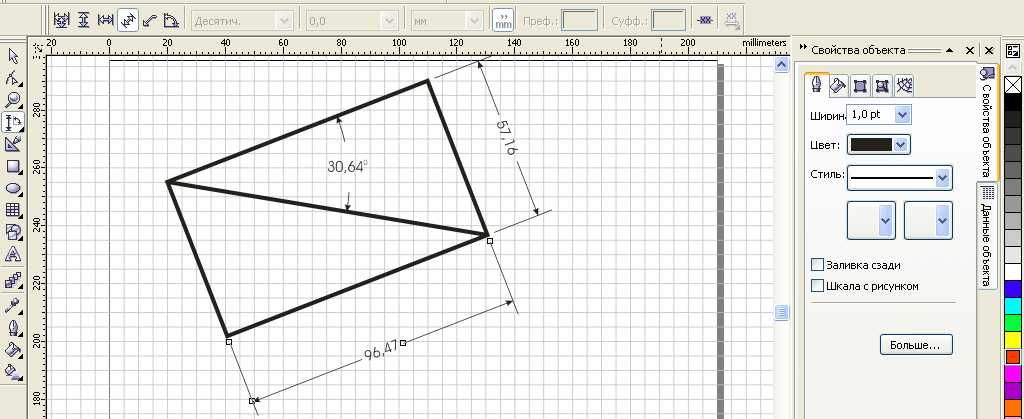 Десятич.
0,0
мм
Преф.:
Суфф.:
20 0 20 40 60 80 100 120 140 160 180 200 millimeters
280
260
240
220
200
180
57,16
30,64°
96,47
Свойства объекта
Ширин
1,0 pt
Цвет:
Стиль:
Заливка сзади
Шкала с рисунком
Больше...
Свойства объекта
Данные объекта